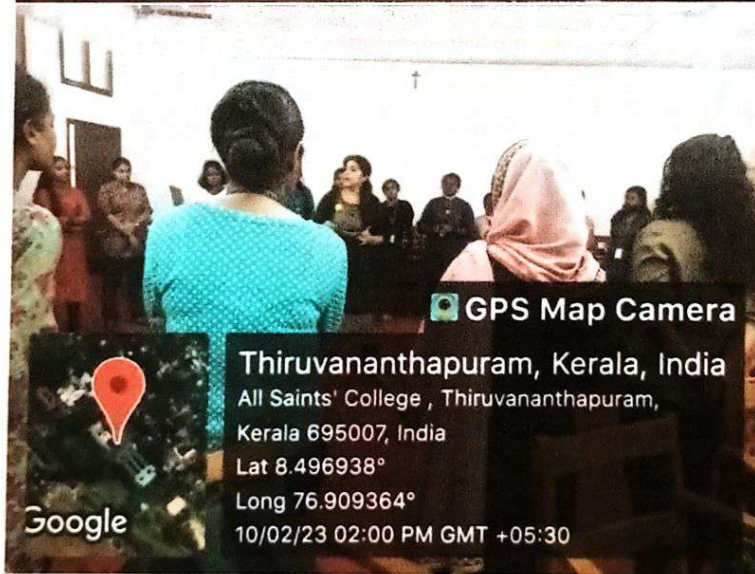 GPS Map Camera
Thiruvananthapuram, Kerala, India
All Saints' College , Thiruvananthapuram,
Kerala 695007, India
Lat 8.496938°
Long 76.909364°
10/02/23 02:00 PM GMT +05:30
Google